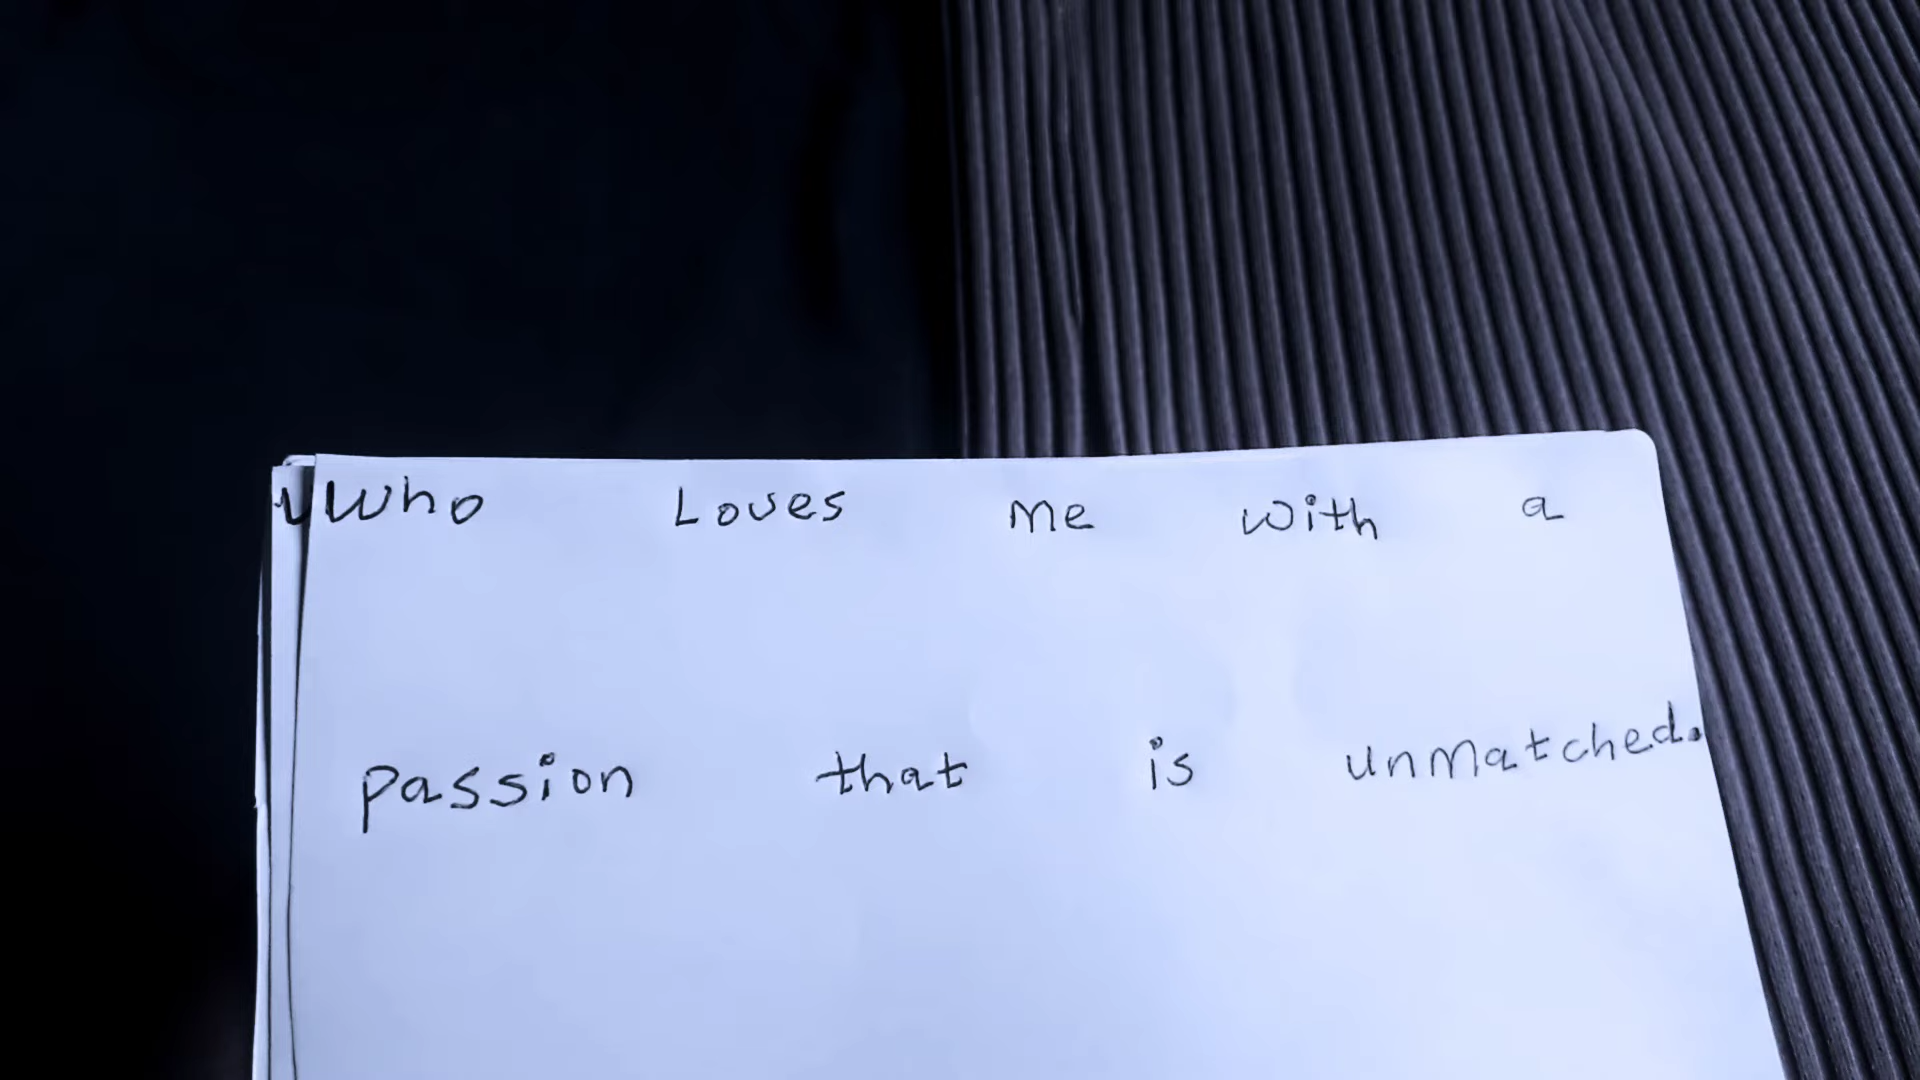 Who Loves me with a
passion that is unmatched.